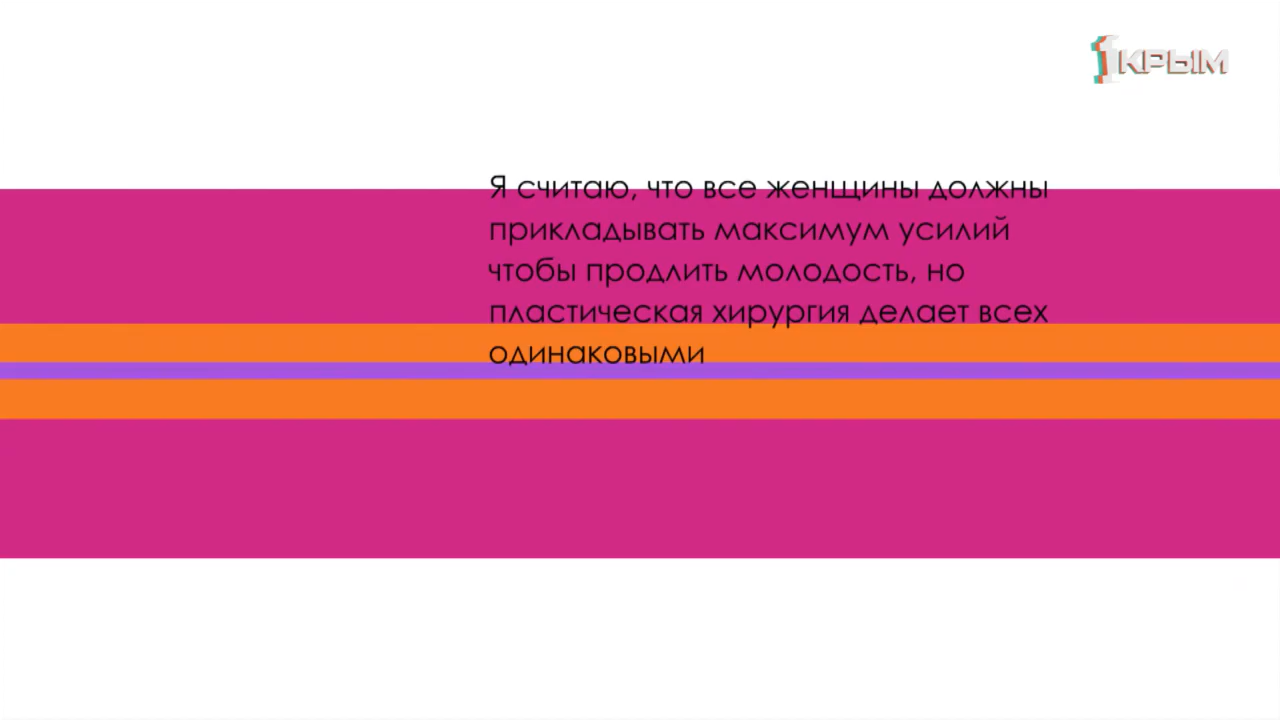 1КРЫМ
Я считаю, что все женщины должны
прикладывать максимум усилий
чтобы продлить молодость, но
пластическая хирургия делает всех
одинаковыми